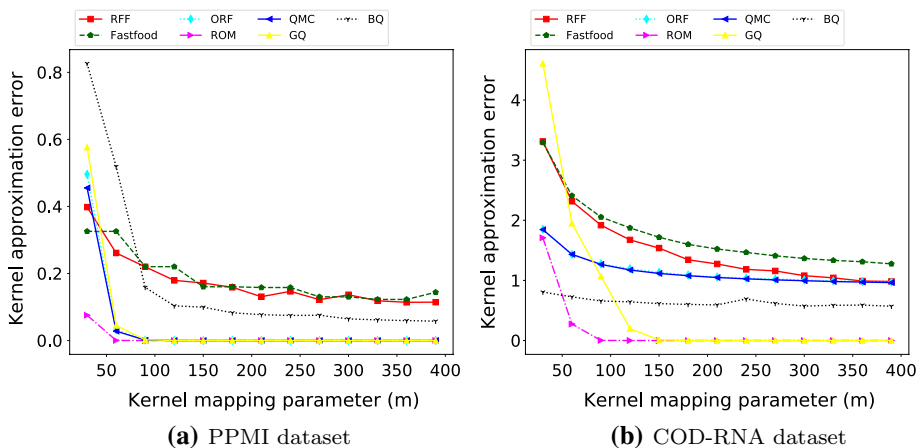 RFF ORF QMC BQ
Fastfood ROM GQ
Kernel approximation error
0.8
0.6
0.4
0.2
0.0
50 100 150 200 250 300 350 400
Kernel mapping parameter (m)
(a) PPMI dataset
RFF ORF QMC BQ
Fastfood ROM GQ
Kernel approximation error
4
3
2
1
0
50 100 150 200 250 300 350 400
Kernel mapping parameter (m)
(b) COD-RNA dataset